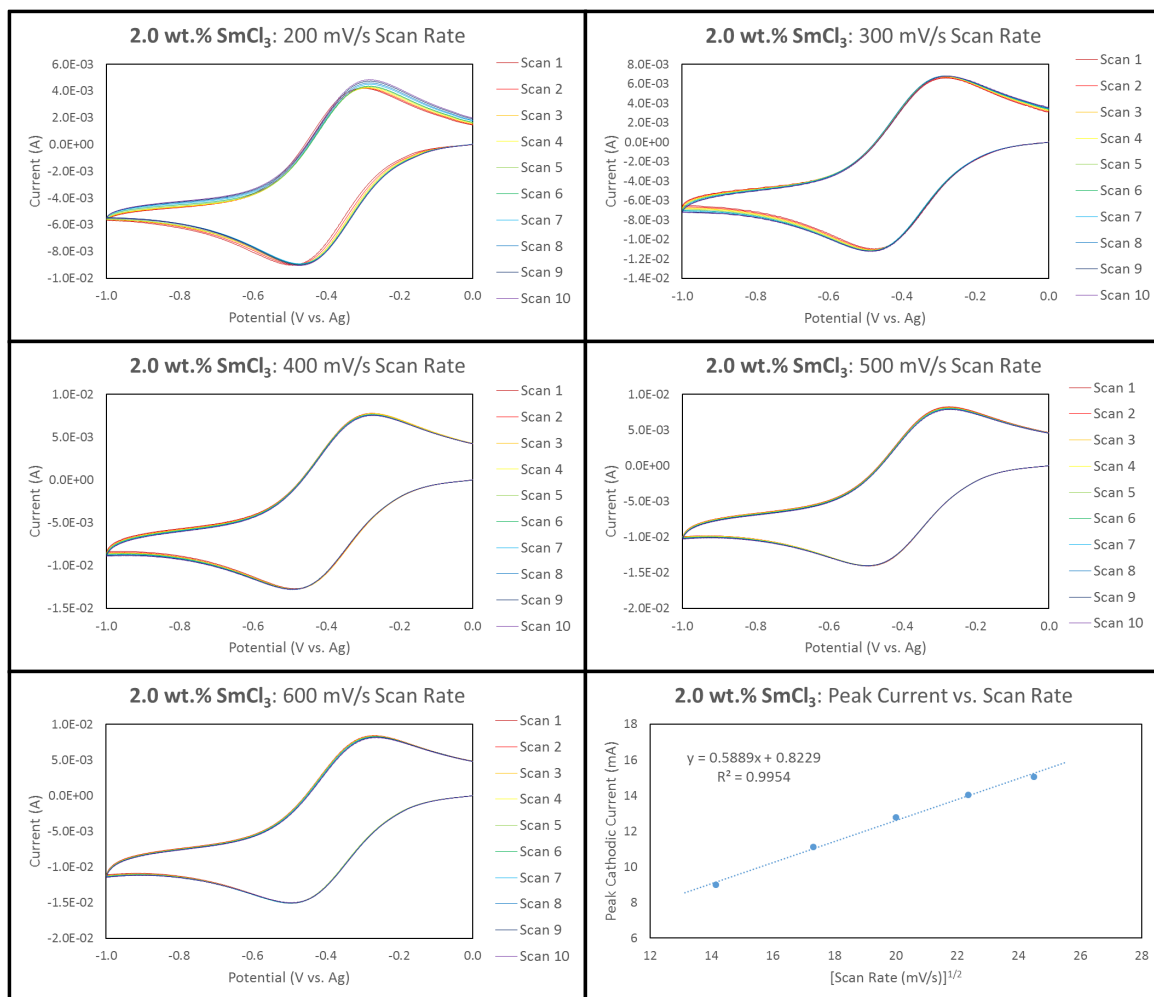 2.0 wt.% SmCl₃: 200 mV/s Scan Rate
6.0E-03
4.0E-03
2.0E-03
0.0E+00
-2.0E-03
-4.0E-03
-6.0E-03
-8.0E-03
-1.0E-02
Current (A)
-1.0 -0.8 -0.6 -0.4 -0.2 0.0
Potential (V vs. Ag)
Scan 1
Scan 2
Scan 3
Scan 4
Scan 5
Scan 6
Scan 7
Scan 8
Scan 9
Scan 10
2.0 wt.% SmCl₃: 300 mV/s Scan Rate
8.0E-03
6.0E-03
4.0E-03
2.0E-03
0.0E+00
-2.0E-03
-4.0E-03
-6.0E-03
-8.0E-03
-1.0E-02
-1.2E-02
-1.4E-02
Current (A)
-1.0 -0.8 -0.6 -0.4 -0.2 0.0
Potential (V vs. Ag)
Scan 1
Scan 2
Scan 3
Scan 4
Scan 5
Scan 6
Scan 7
Scan 8
Scan 9
Scan 10
2.0 wt.% SmCl₃: 400 mV/s Scan Rate
1.0E-02
5.0E-03
0.0E+00
-5.0E-03
-1.0E-02
-1.5E-02
Current (A)
-1.0 -0.8 -0.6 -0.4 -0.2 0.0
Potential (V vs. Ag)
Scan 1
Scan 2
Scan 3
Scan 4
Scan 5
Scan 6
Scan 7
Scan 8
Scan 9
Scan 10
2.0 wt.% SmCl₃: 500 mV/s Scan Rate
1.0E-02
5.0E-03
0.0E+00
-5.0E-03
-1.0E-02
-1.5E-02
-2.0E-02
Current (A)
-1.0 -0.8 -0.6 -0.4 -0.2 0.0
Potential (V vs. Ag)
Scan 1
Scan 2
Scan 3
Scan 4
Scan 5
Scan 6
Scan 7
Scan 8
Scan 9
Scan 10
2.0 wt.% SmCl₃: 600 mV/s Scan Rate
1.0E-02
5.0E-03
0.0E+00
-5.0E-03
-1.0E-02
-1.5E-02
-2.0E-02
Current (A)
-1.0 -0.8 -0.6 -0.4 -0.2 0.0
Potential (V vs. Ag)
Scan 1
Scan 2
Scan 3
Scan 4
Scan 5
Scan 6
Scan 7
Scan 8
Scan 9
Scan 10
2.0 wt.% SmCl₃: Peak Current vs. Scan Rate
18
16
14
12
10
8
6
Peak Cathodic Current (mA)
y = 0.5889x + 0.8229
R² = 0.9954
12 14 16 18 20 22 24 26 28
[Scan Rate (mV/s)]¹ᐟ²